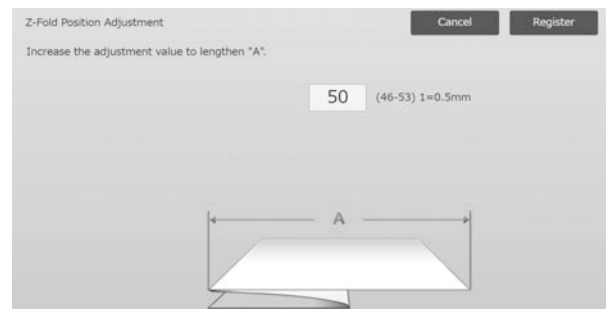 Z-Fold Position Adjustment
Cancel
Register
Increase the adjustment value to lengthen "A".
50 (46-53) 1=0.5mm
A